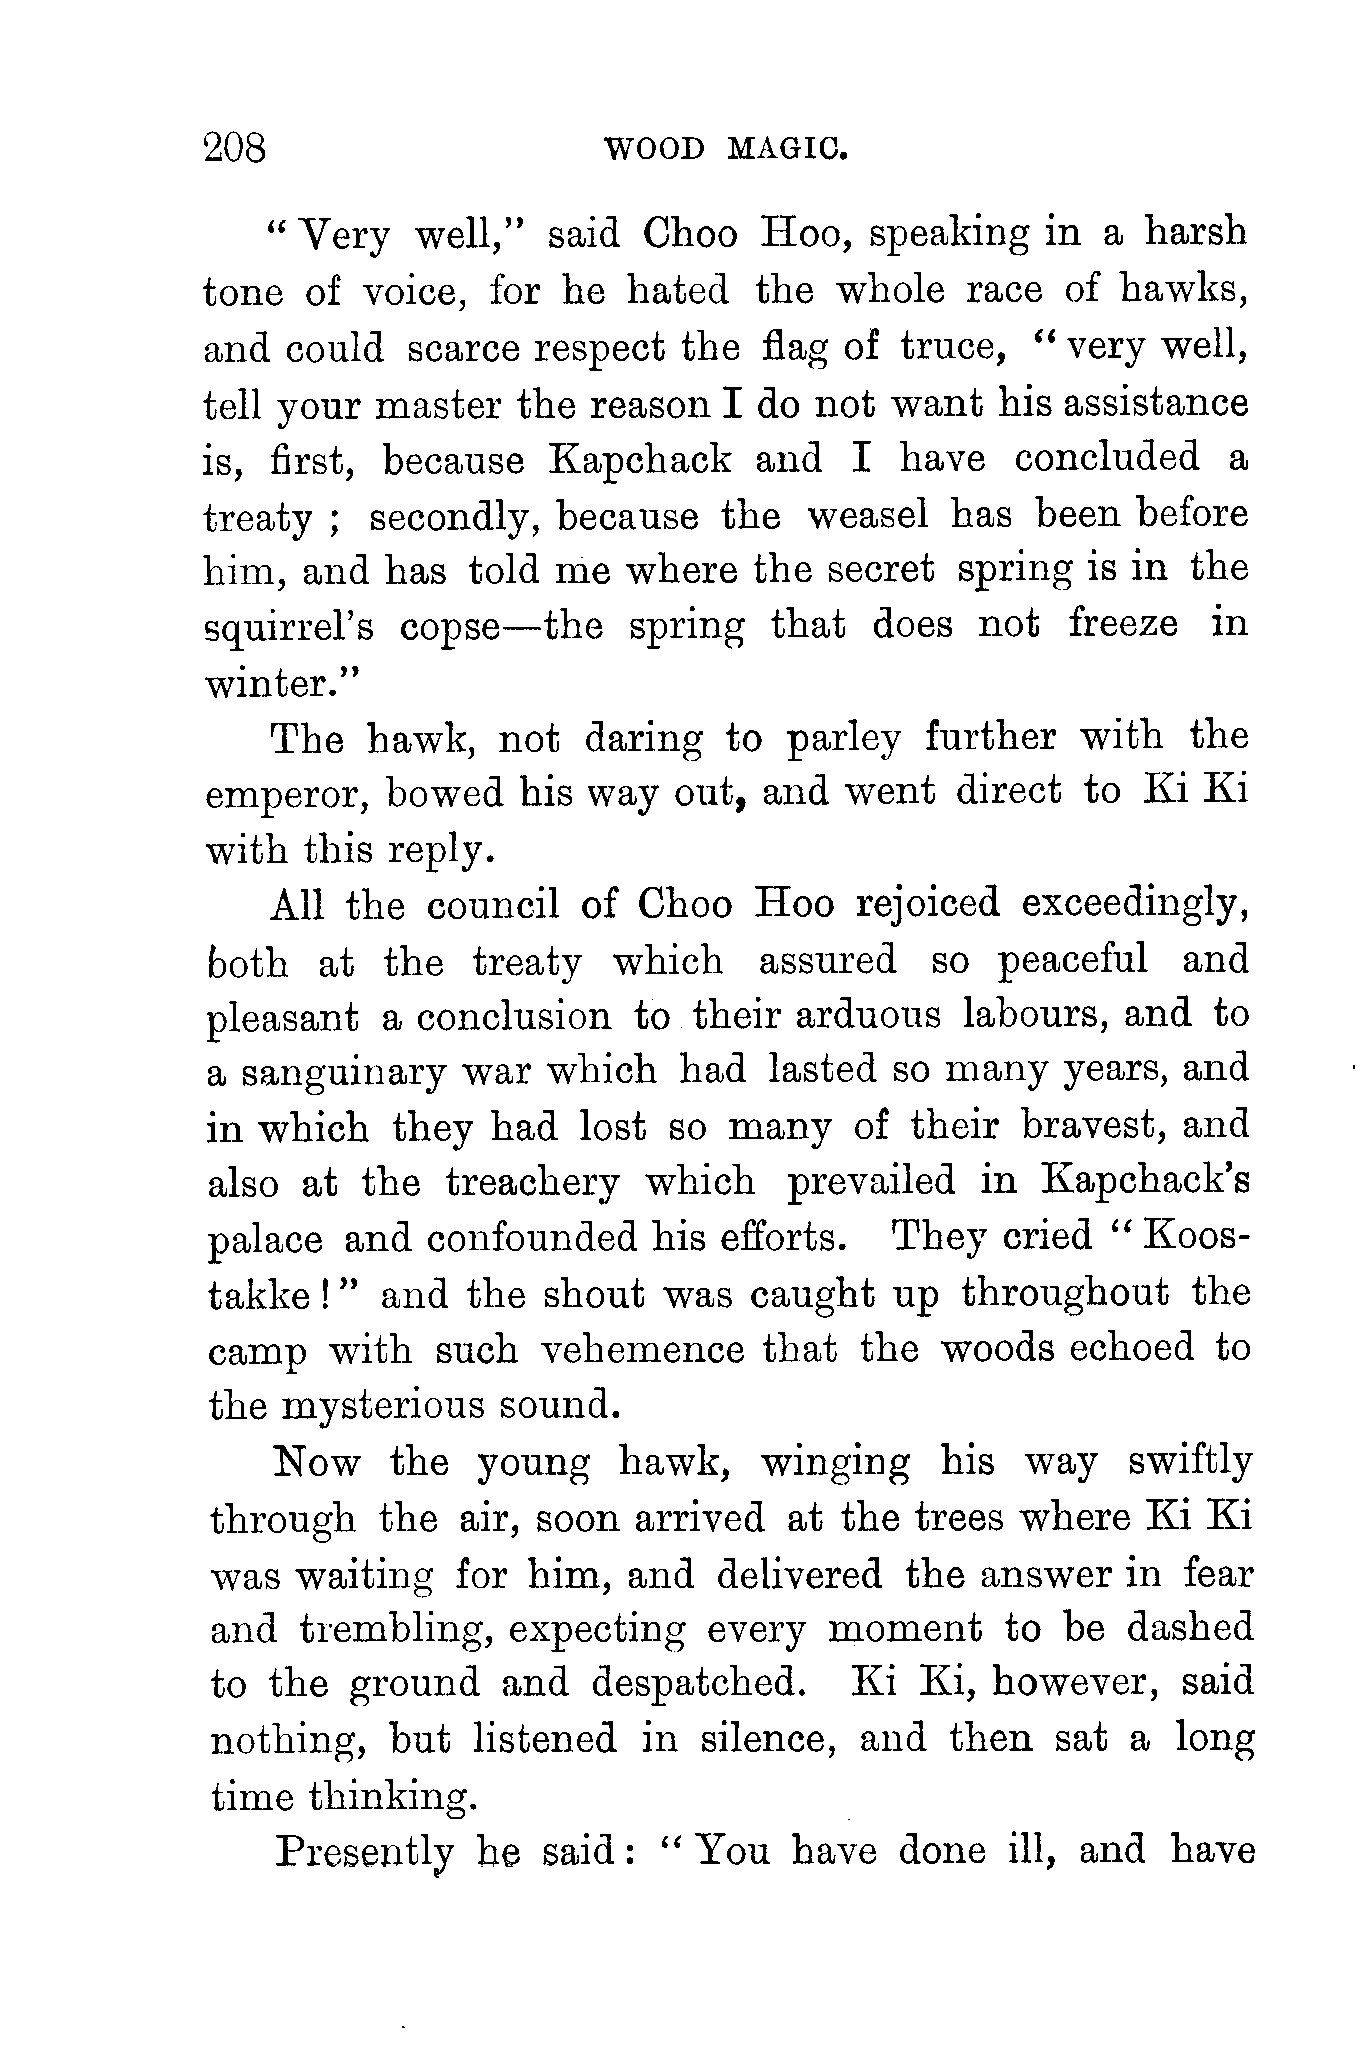 208 WOOD MAGIC.
" Very well," said Choo Hoo, speaking in a harsh
tone of voice, for he hated the whole race of hawks,
and could scarce respect the flag of truce, " very well,
tell your master the reason I do not want his assistance
is, first, because Kapchack and I have concluded a
treaty ; secondly, because the weasel has been before
him, and has told me where the secret spring is in the
squirrel's copse—the spring that does not freeze in
winter."
The hawk, not daring to parley further with the
emperor, bowed his way out, and went direct to Ki Ki
with this reply.
All the council of Choo Hoo rejoiced exceedingly,
both at the treaty which assured so peaceful and
pleasant a conclusion to their arduous labours, and to
a sanguinary war which had lasted so many years, and
in which they had lost so many of their bravest, and
also at the treachery which prevailed in Kapchack's
palace and confounded his efforts. They cried " Koos-
takke ! " and the shout was caught up throughout the
camp with such vehemence that the woods echoed to
the mysterious sound.
Now the young hawk, winging his way swiftly
through the air, soon arrived at the trees where Ki Ki
was waiting for him, and delivered the answer in fear
and trembling, expecting every moment to be dashed
to the ground and despatched. Ki Ki, however, said
nothing, but listened in silence, and then sat a long
time thinking.
Presently he said : " You have done ill, and have